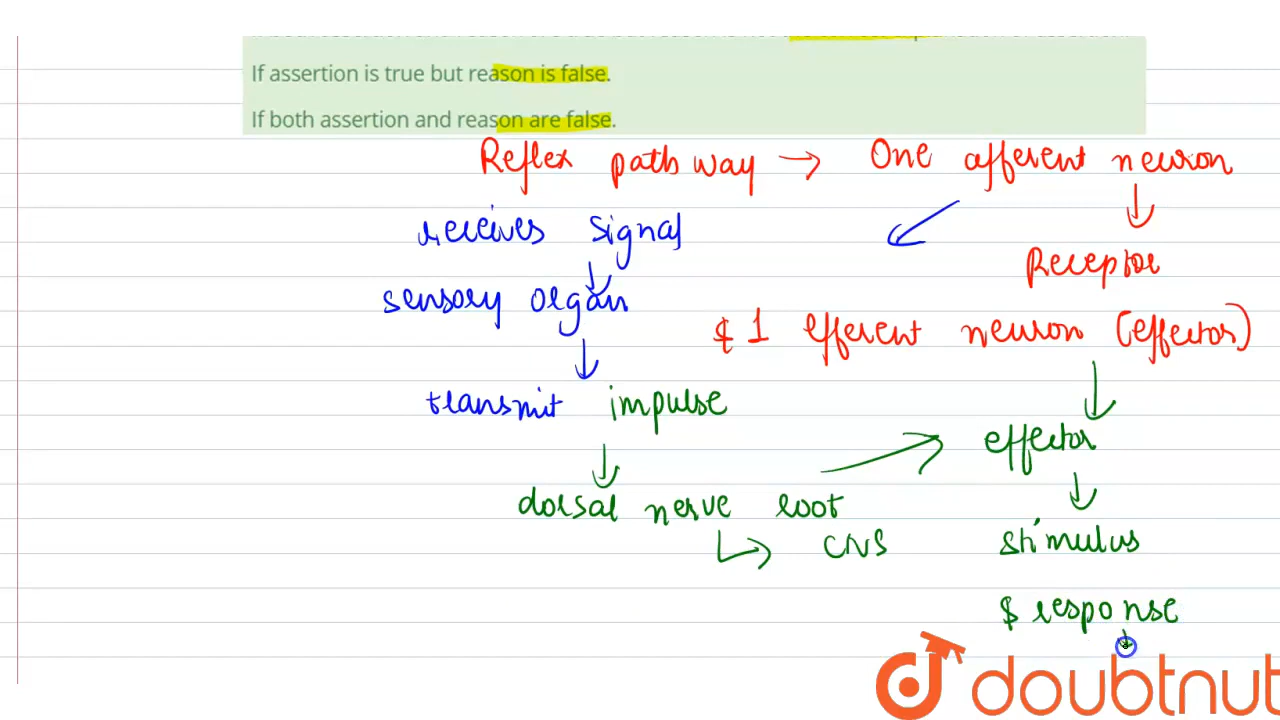 If assertion is true but reason is false.
If both assertion and reason are false.
Reflex pathway → One afferent neuron
receives signal
Receptor
sensory organ
& 1 efferent neuron (effector)
transmit impulse
effector
dorsal nerve root
CNS
stimulus
& response
doubtnut